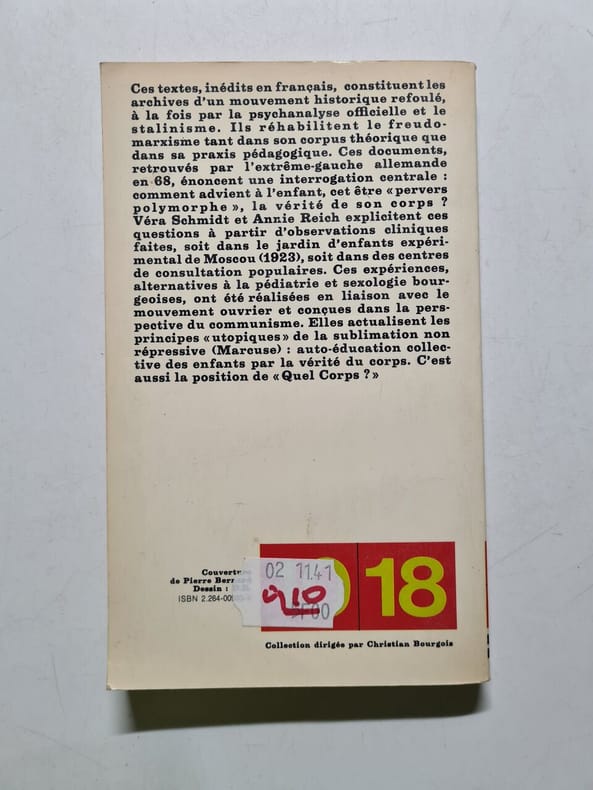 Ces textes, inédits en français, constituent les
archives d'un mouvement historique refoulé,
à la fois par la psychanalyse officielle et le
stalinisme. Ils réhabilitent le freudo-
marxisme tant dans son corpus théorique que
dans sa praxis pédagogique. Ces documents,
retrouvés par l'extrême-gauche allemande
en 68, énoncent une interrogation centrale :
comment advient à l'enfant, cet être « pervers
polymorphe », la vérité de son corps ?
Véra Schmidt et Annie Reich explicitent ces
questions à partir d'observations cliniques
faites, soit dans le jardin d'enfants expéri-
mental de Moscou (1923), soit dans des centres
de consultation populaires. Ces expériences,
alternatives à la pédiatrie et sexologie bour-
geoises, ont été réalisées en liaison avec le
mouvement ouvrier et conçues dans la pers-
pective du communisme. Elles actualisent les
principes « utopiques » de la sublimation non
répressive (Marcuse) : auto-éducation collec-
tive des enfants par la vérité du corps. C'est
aussi la position de « Quel Corps ? »
Couverture
de Pierre
Dessin :
ISBN 2.264-00
02 11.41
18
Collection dirigée par Christian Bourgois